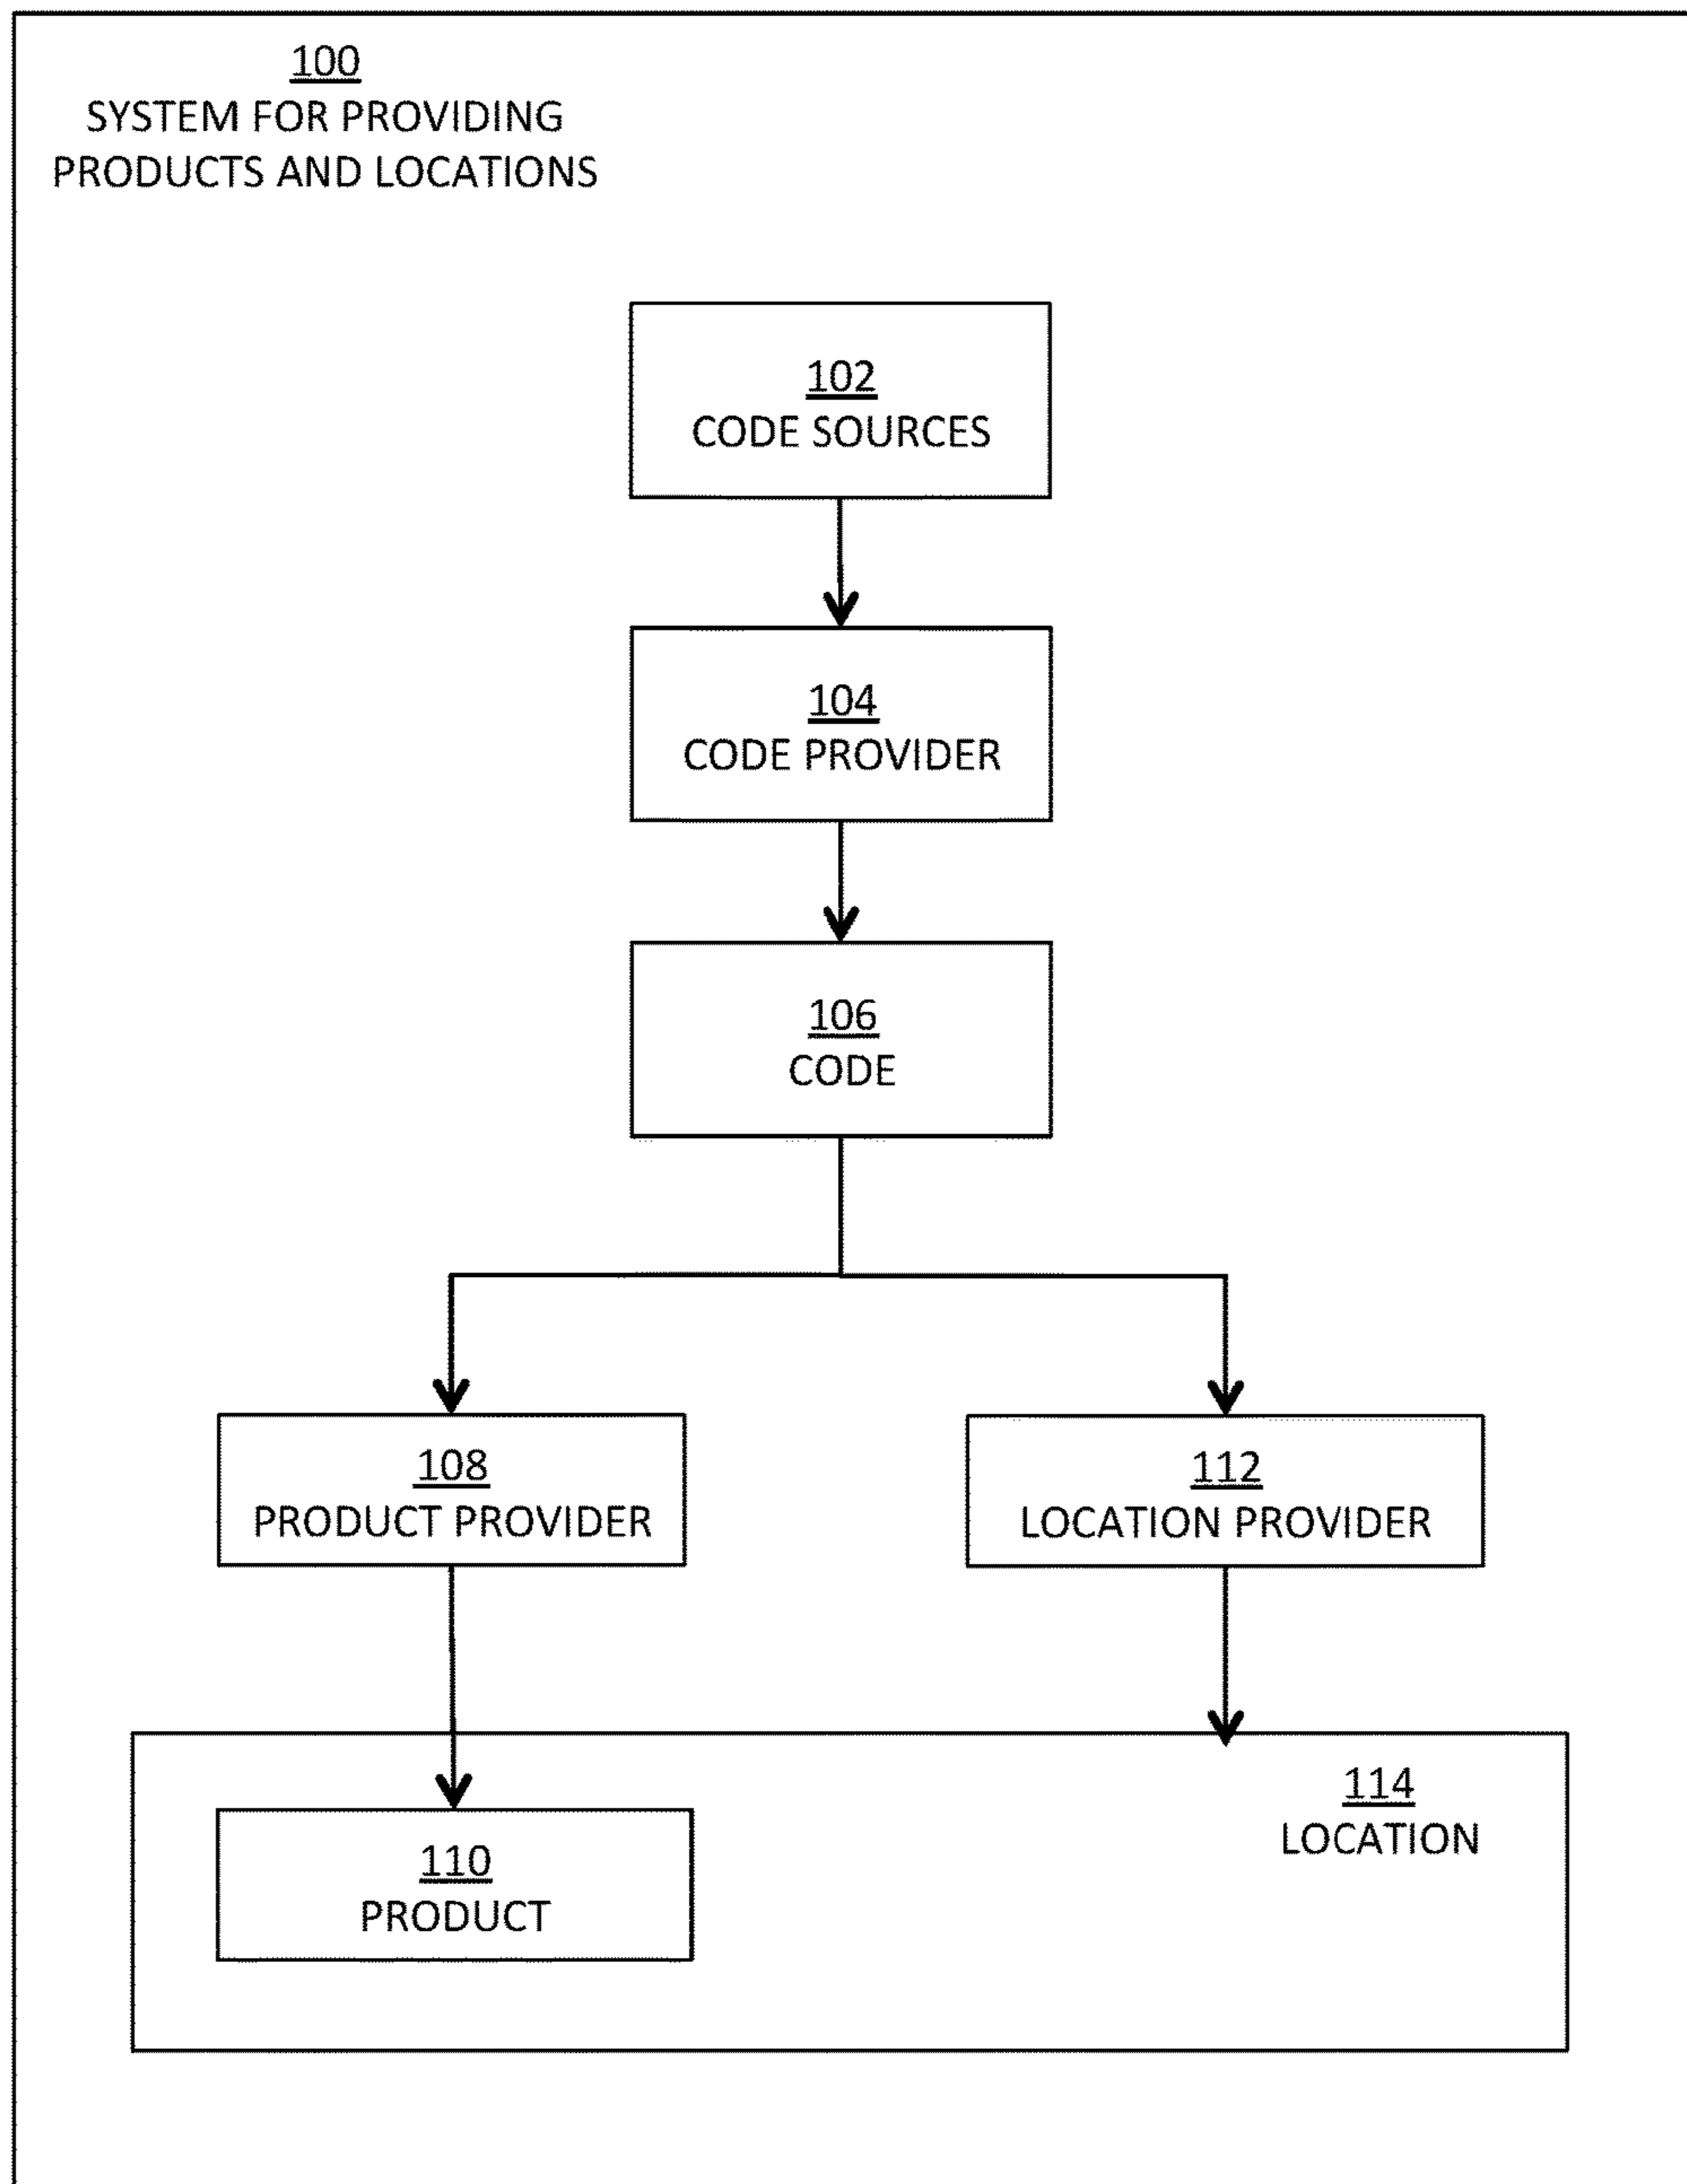 100
SYSTEM FOR PROVIDING
PRODUCTS AND LOCATIONS
102
CODE SOURCES
104
CODE PROVIDER
106
CODE
108
PRODUCT PROVIDER
112
LOCATION PROVIDER
114
LOCATION
110
PRODUCT